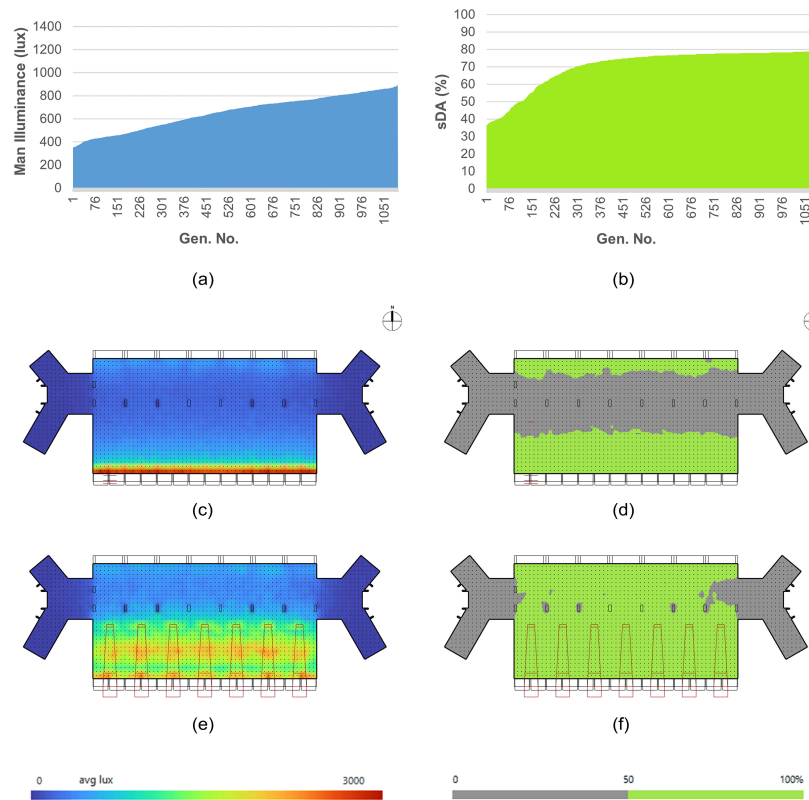 1400
1200
1000
800
600
400
200
0
Man Illuminance (lux)
1 76 151 226 301 376 451 526 601 676 751 826 901 976 1051
Gen. No.
(a)
100
90
80
70
60
50
40
30
20
10
0
sDA (%)
1 76 151 226 301 376 451 526 601 676 751 826 901 976 1051
Gen. No.
(b)
N
(c)
(d)
(e)
(f)
0 avg lux 3000
0 50 100%